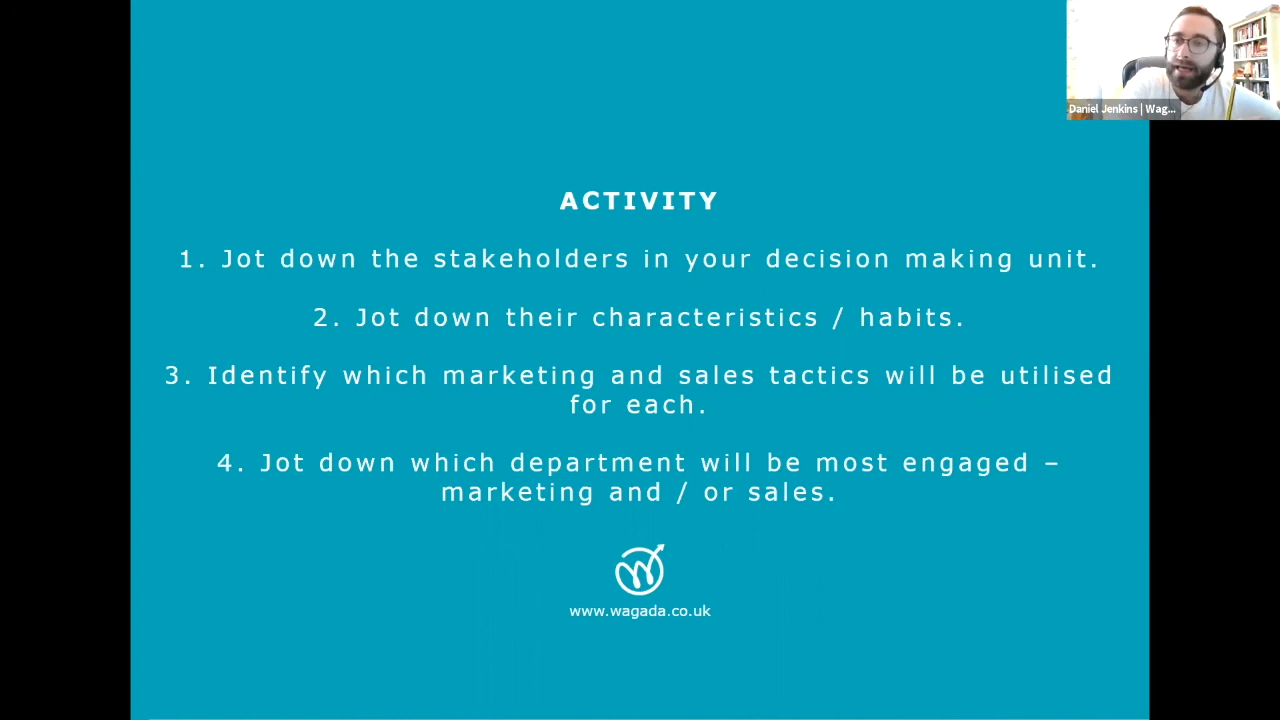 Daniel Jenkins | Wag...
ACTIVITY
1. Jot down the stakeholders in your decision making unit.
2. Jot down their characteristics / habits.
3. Identify which marketing and sales tactics will be utilised
for each.
4. Jot down which department will be most engaged –
marketing and / or sales.
www.wagada.co.uk